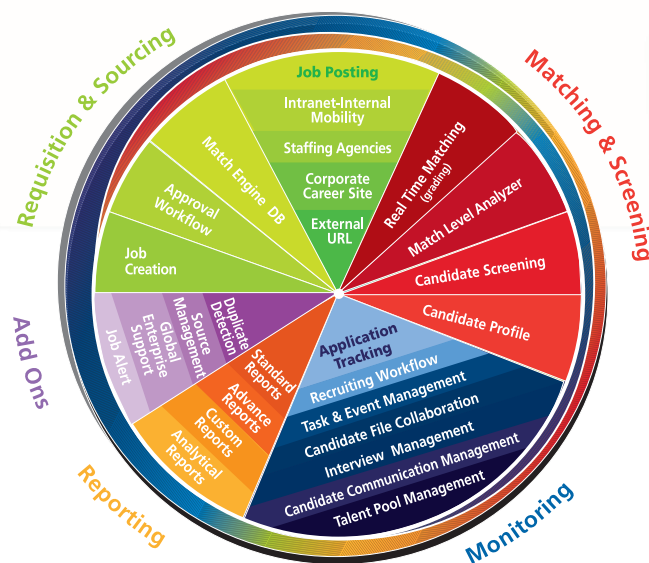 Requisition & Sourcing
Job
Creation
Approval
Workflow
Match Engine DB
Job Posting
Intranet-Internal
Mobility
Staffing Agencies
Corporate
Career Site
External
URL
Matching & Screening
Real Time Matching
(grading)
Match Level Analyzer
Candidate Screening
Candidate Profile
Monitoring
Application
Tracking
Recruiting Workflow
Task & Event Management
Candidate File Collaboration
Interview Management
Candidate Communication Management
Talent Pool Management
Reporting
Standard
Reports
Advance
Reports
Custom
Reports
Analytical
Reports
Add Ons
Duplicate
Detection
Source
Management
Global
Enterprise
Support
Job Alert